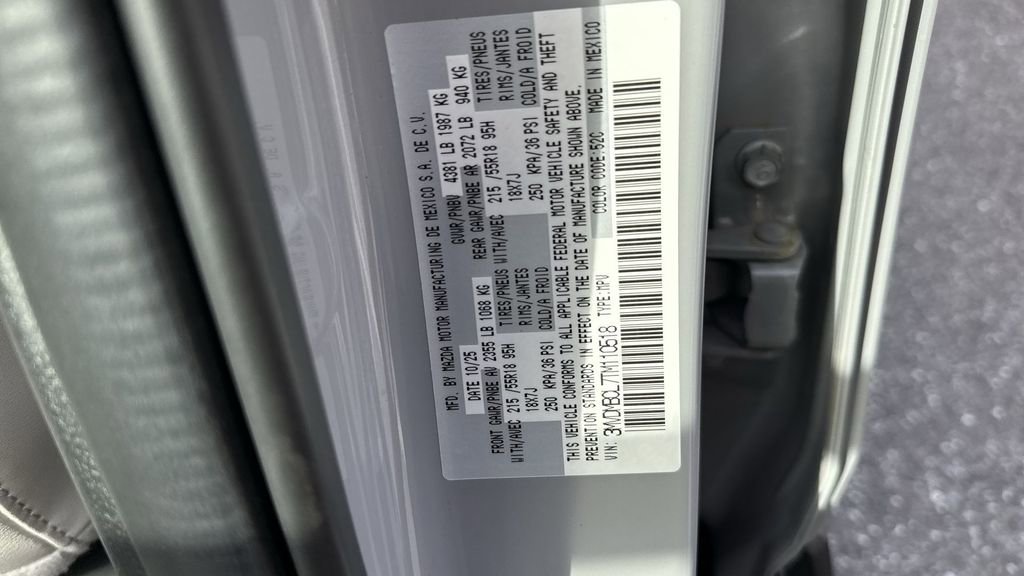 MFD. BY MAZDA MOTOR MANUFACTURING DE MEXICO S.A. DE C.V.
DATE 10/25 GVWR/PNBV 4381 LB 1987 KG
FRONT GAWR/PNBE AV 2355 LB 1068 KG REAR GAWR/PNBE AR 2072 LB 940 KG
WITH/AVEC 215 /55R18 95H TIRES/PNEUS WITH/AVEC 215 /55R18 95H TIRES/PNEUS
18X7J RIMS/JANTES 18X7J RIMS/JANTES
250 KPA/36 PSI COLD/A FROID 250 KPA/36 PSI COLD/A FROID
THIS VEHICLE CONFORMS TO ALL APPLICABLE FEDERAL MOTOR VEHICLE SAFETY AND THEFT
PREVENTION STANDARDS IN EFFECT ON THE DATE OF MANUFACTURE SHOWN ABOVE.
VIN: 3MVDMBCL7TM110518 TYPE:MPV COLOR CODE:52C MADE IN MEXICO